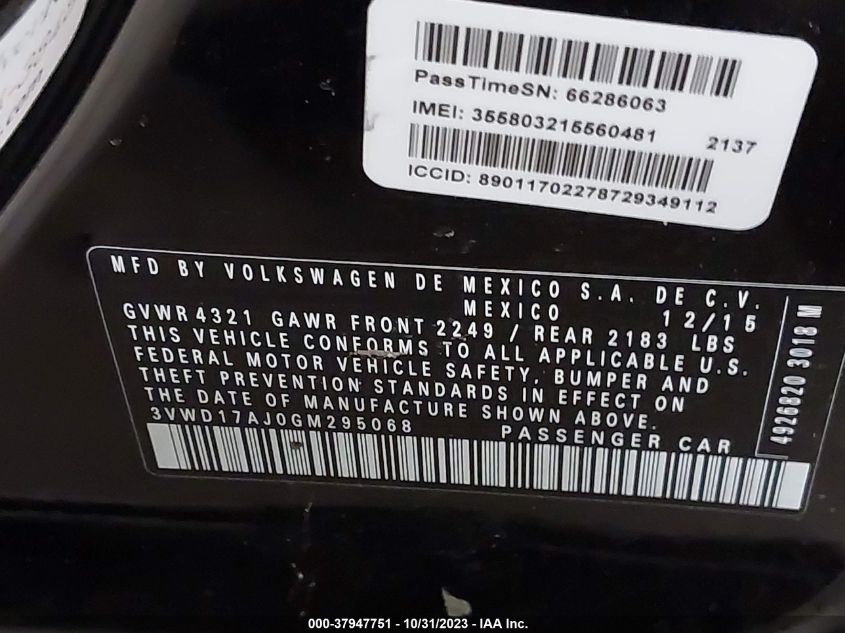 PassTimeSN: 66286063
IMEI: 355803215560481 2137
ICCID: 89011702278729349112
MFD BY VOLKSWAGEN DE MEXICO S.A. DE C.V.
MEXICO 12/15
GVWR 4321 GAWR FRONT 2249 / REAR 2183 LBS
THIS VEHICLE CONFORMS TO ALL APPLICABLE U.S.
FEDERAL MOTOR VEHICLE SAFETY, BUMPER AND
THEFT PREVENTION STANDARDS IN EFFECT ON
THE DATE OF MANUFACTURE SHOWN ABOVE.
3VWD17AJ0GM295068 PASSENGER CAR
4926820 3018 M
000-37947751 - 10/31/2023 - IAA Inc.